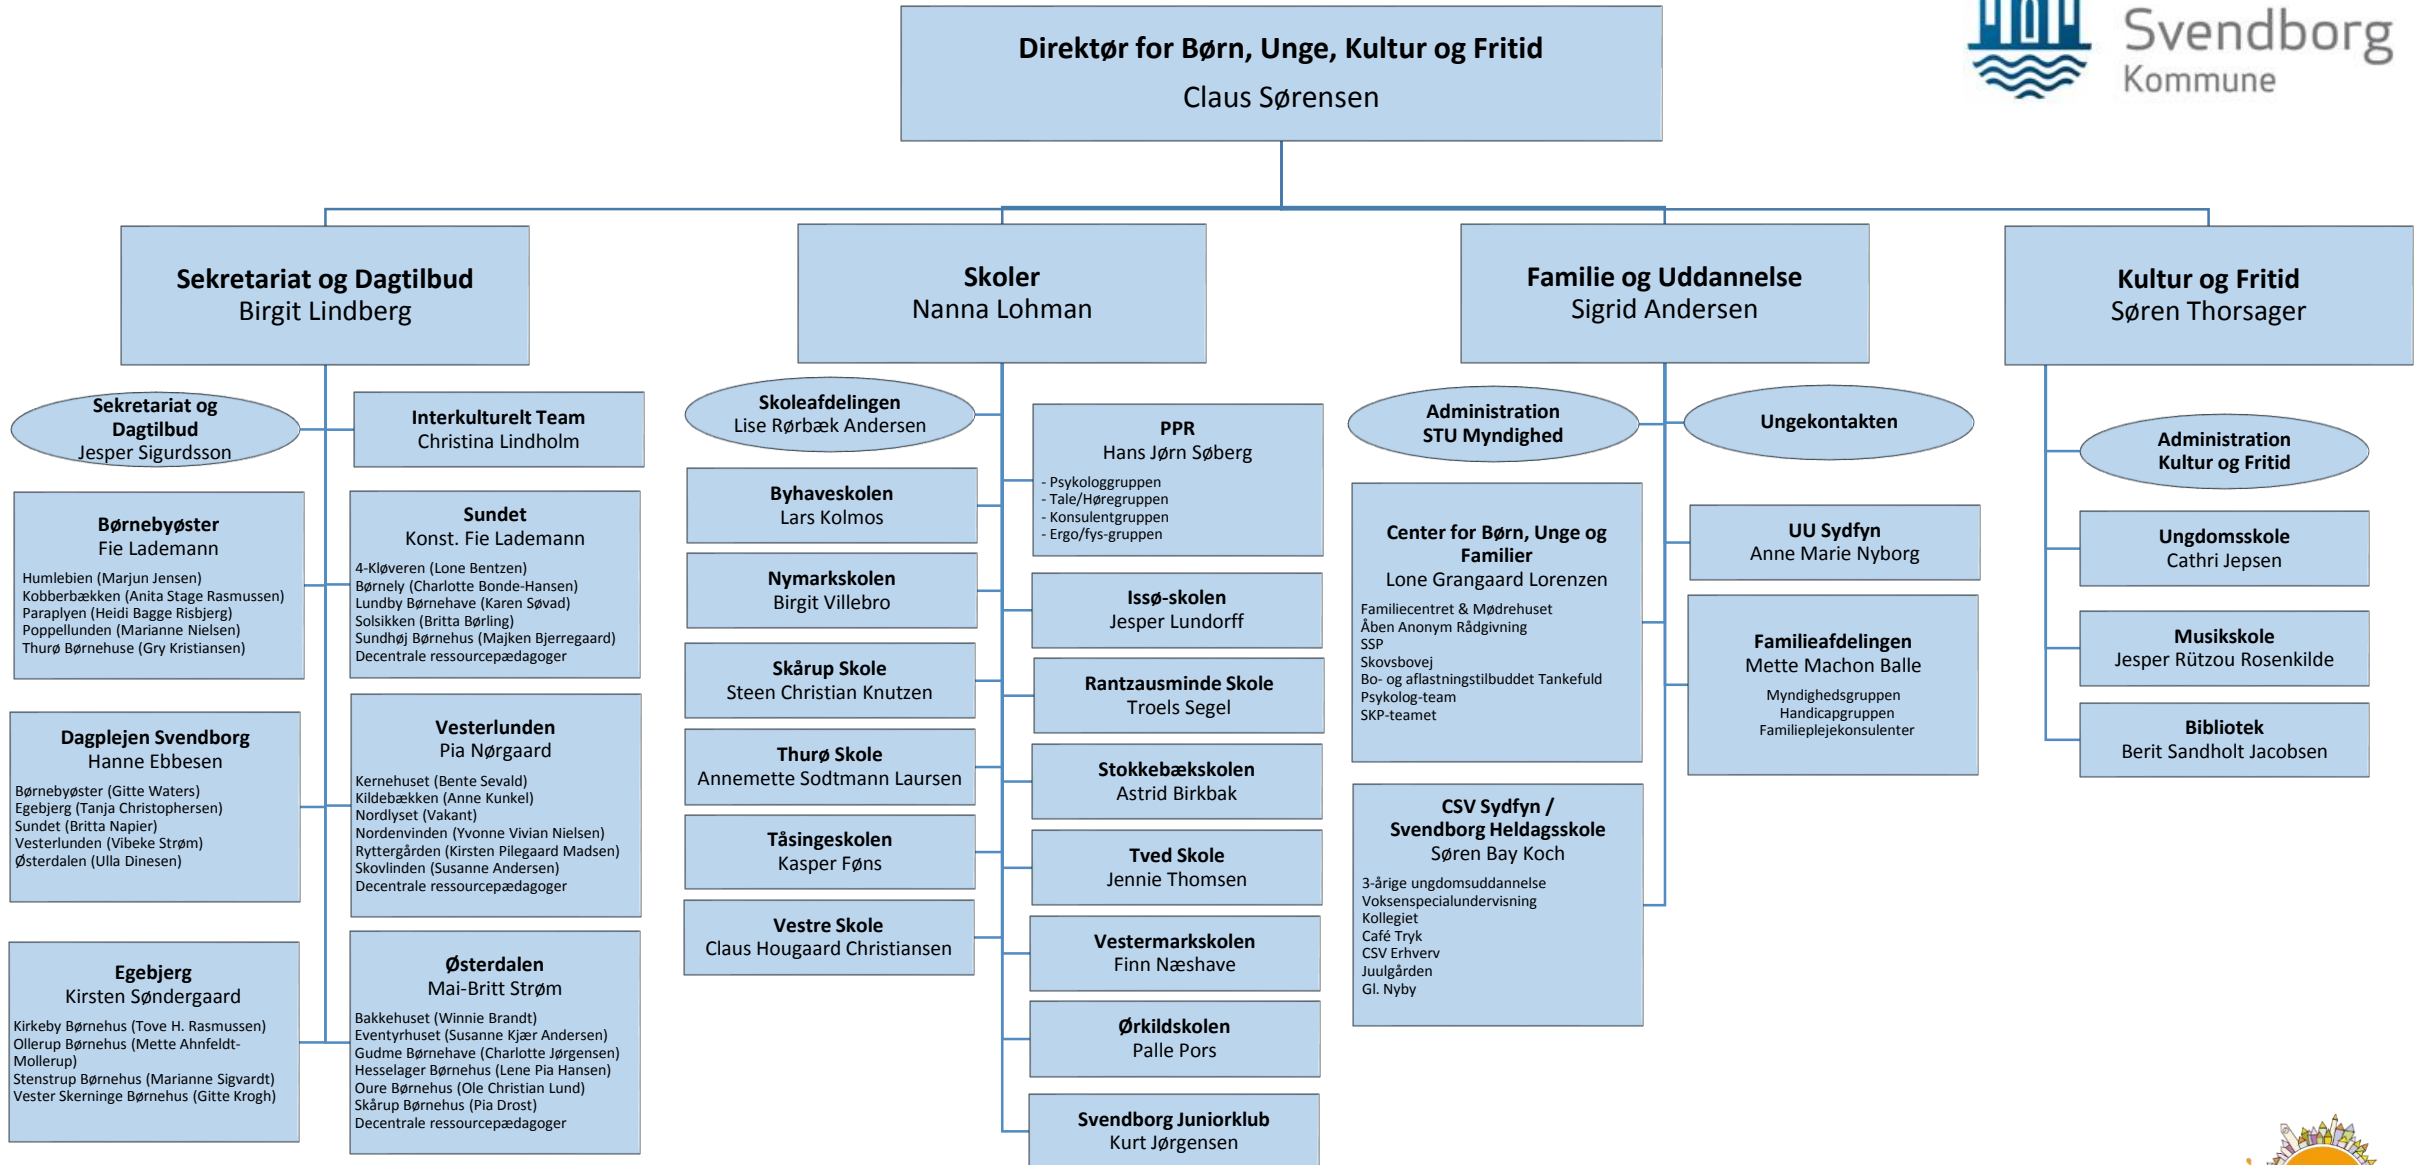 Direktør for Børn, Unge, Kultur og Fritid
Claus Sørensen
Svendborg
Kommune
Sekretariat og Dagtilbud
Birgit Lindberg
Skoler
Nanna Lohman
Familie og Uddannelse
Sigrid Andersen
Kultur og Fritid
Søren Thorsager
Sekretariat og
Dagtilbud
Jesper Sigurdsson
Interkulturelt Team
Christina Lindholm
Børnebyøster
Fie Lademann
Humlebien (Marjun Jensen)
Kobberbækken (Anita Stage Rasmussen)
Paraplyen (Heidi Bagge Risbjerg)
Poppellunden (Marianne Nielsen)
Thurø Børnehuse (Gry Kristiansen)
Sundet
Konst. Fie Lademann
4-Kløveren (Lone Bentzen)
Børnely (Charlotte Bonde-Hansen)
Lundby Børnehave (Karen Søvad)
Solsikken (Britta Børling)
Sundhøj Børnehus (Majken Bjerregaard)
Decentrale ressourcepædagoger
Dagplejen Svendborg
Hanne Ebbesen
Børnebyøster (Gitte Waters)
Egebjerg (Tanja Christophersen)
Sundet (Britta Napier)
Vesterlunden (Vibeke Strøm)
Østerdalen (Ulla Dinesen)
Vesterlunden
Pia Nørgaard
Kernehuset (Bente Sevald)
Kildebækken (Anne Kunkel)
Nordlyset (Vakant)
Nordenvinden (Yvonne Vivian Nielsen)
Ryttergården (Kirsten Pilegaard Madsen)
Skovlinden (Susanne Andersen)
Decentrale ressourcepædagoger
Egebjerg
Kirsten Søndergaard
Kirkeby Børnehus (Tove H. Rasmussen)
Ollerup Børnehus (Mette Ahnfeldt-
Mollerup)
Stenstrup Børnehus (Marianne Sigvardt)
Vester Skerninge Børnehus (Gitte Krogh)
Østerdalen
Mai-Britt Strøm
Bakkehuset (Winnie Brandt)
Eventyrhuset (Susanne Kjær Andersen)
Gudme Børnehave (Charlotte Jørgensen)
Hesselager Børnehus (Lene Pia Hansen)
Oure Børnehus (Ole Christian Lund)
Skårup Børnehus (Pia Drost)
Decentrale ressourcepædagoger
Skoleafdelingen
Lise Rørbæk Andersen
PPR
Hans Jørn Søberg
- Psykologgruppen
- Tale/Høregruppen
- Konsulentgruppen
- Ergo/fys-gruppen
Byhaveskolen
Lars Kolmos
Nymarkskolen
Birgit Villebro
Issø-skolen
Jesper Lundorff
Skårup Skole
Steen Christian Knutzen
Rantzausminde Skole
Troels Segel
Thurø Skole
Annemette Sodtmann Laursen
Stokkebækskolen
Astrid Birkbak
Tåsingeskolen
Kasper Føns
Tved Skole
Jennie Thomsen
Vestre Skole
Claus Hougaard Christiansen
Vestermarkskolen
Finn Næshave
Ørkildskolen
Palle Pors
Svendborg Juniorklub
Kurt Jørgensen
Administration
STU Myndighed
Ungekontakten
Center for Børn, Unge og
Familier
Lone Grangaard Lorenzen
Familiecentret & Mødrehuset
Åben Anonym Rådgivning
SSP
Skovsbovej
Bo- og aflastningstilbuddet Tankefuld
Psykolog-team
SKP-teamet
UU Sydfyn
Anne Marie Nyborg
Familieafdelingen
Mette Machon Balle
Myndighedsgruppen
Handicapgruppen
Familieplejekonsulenter
CSV Sydfyn /
Svendborg Heldagsskole
Søren Bay Koch
3-årige ungdomsuddannelse
Voksenspecialundervisning
Kollegiet
Café Tryk
CSV Erhverv
Juulgården
Gl. Nyby
Administration
Kultur og Fritid
Ungdomsskole
Cathri Jepsen
Musikskole
Jesper Rützou Rosenkilde
Bibliotek
Berit Sandholt Jacobsen